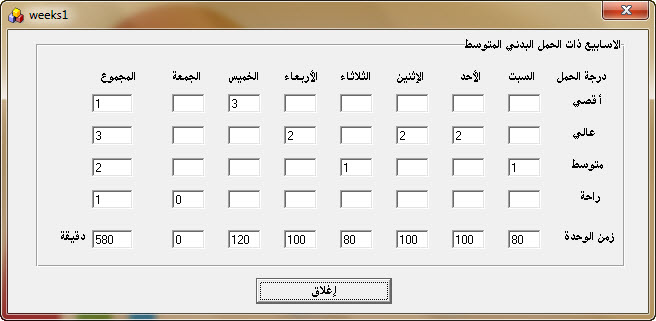 weeks1
الاسابيع ذات الحمل البدني المتوسط
درجة الحمل السبت الأحد الإثنين الثلاثاء الأربعاء الخميس الجمعة المجموع
أقصي 3 1
عالي 2 2 2 3
متوسط 1 1 2
راحة 0 1
زمن الوحدة 80 100 100 80 100 120 0 580 دقيقة
إغلاق